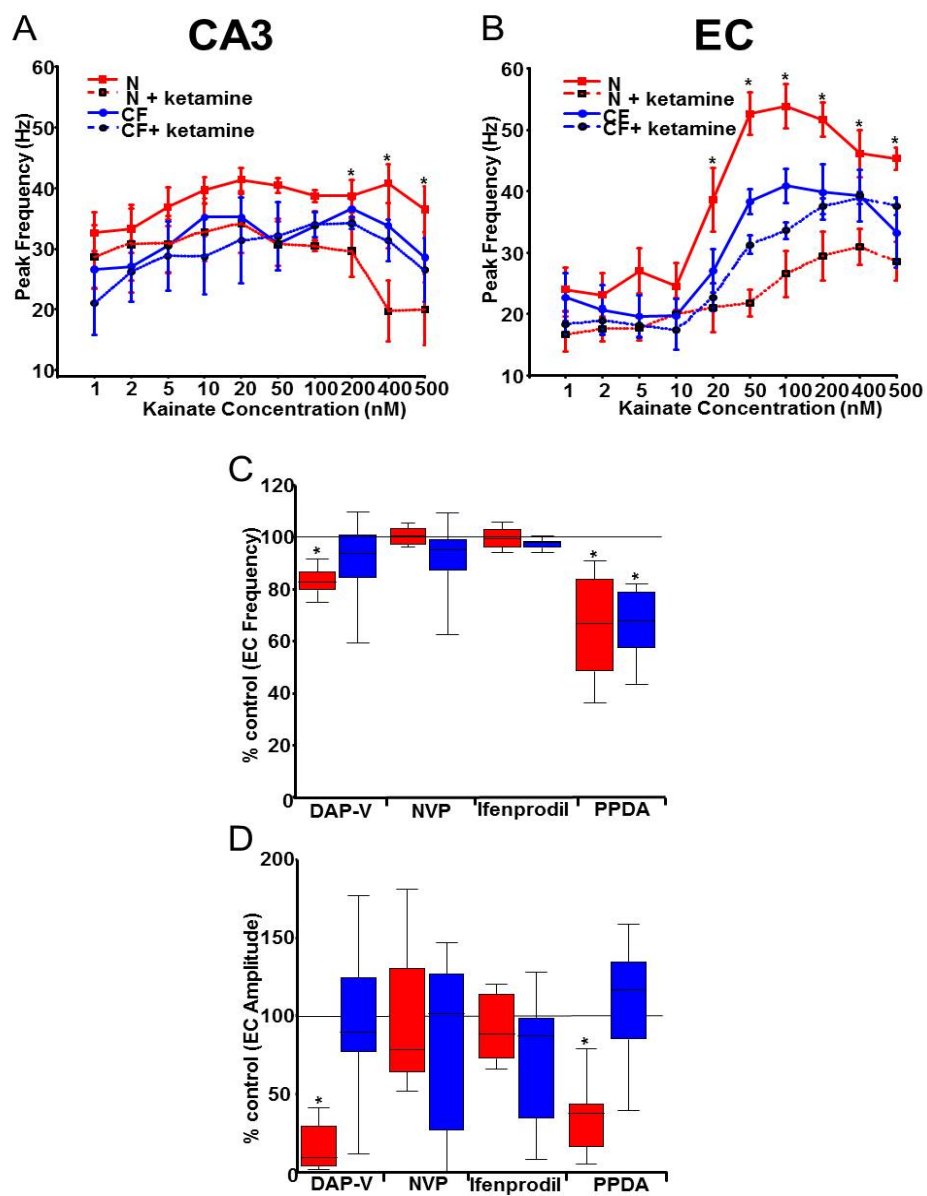 A CA3
60
50
40
30
20
10
Peak Frequency (Hz)
N
N + ketamine
CF
CF+ ketamine
* * *
1 2 5 10 20 50 100 200 400 500
Kainate Concentration (nM)
B EC
60
50
40
30
20
10
Peak Frequency (Hz)
N
N + ketamine
CF
CF+ ketamine
* * * * * *
1 2 5 10 20 50 100 200 400 500
Kainate Concentration (nM)
C
120
100
80
60
40
20
0
% control (EC Frequency)
* * *
DAP-V NVP Ifenprodil PPDA
D
200
150
100
50
0
% control (EC Amplitude)
* *
DAP-V NVP Ifenprodil PPDA